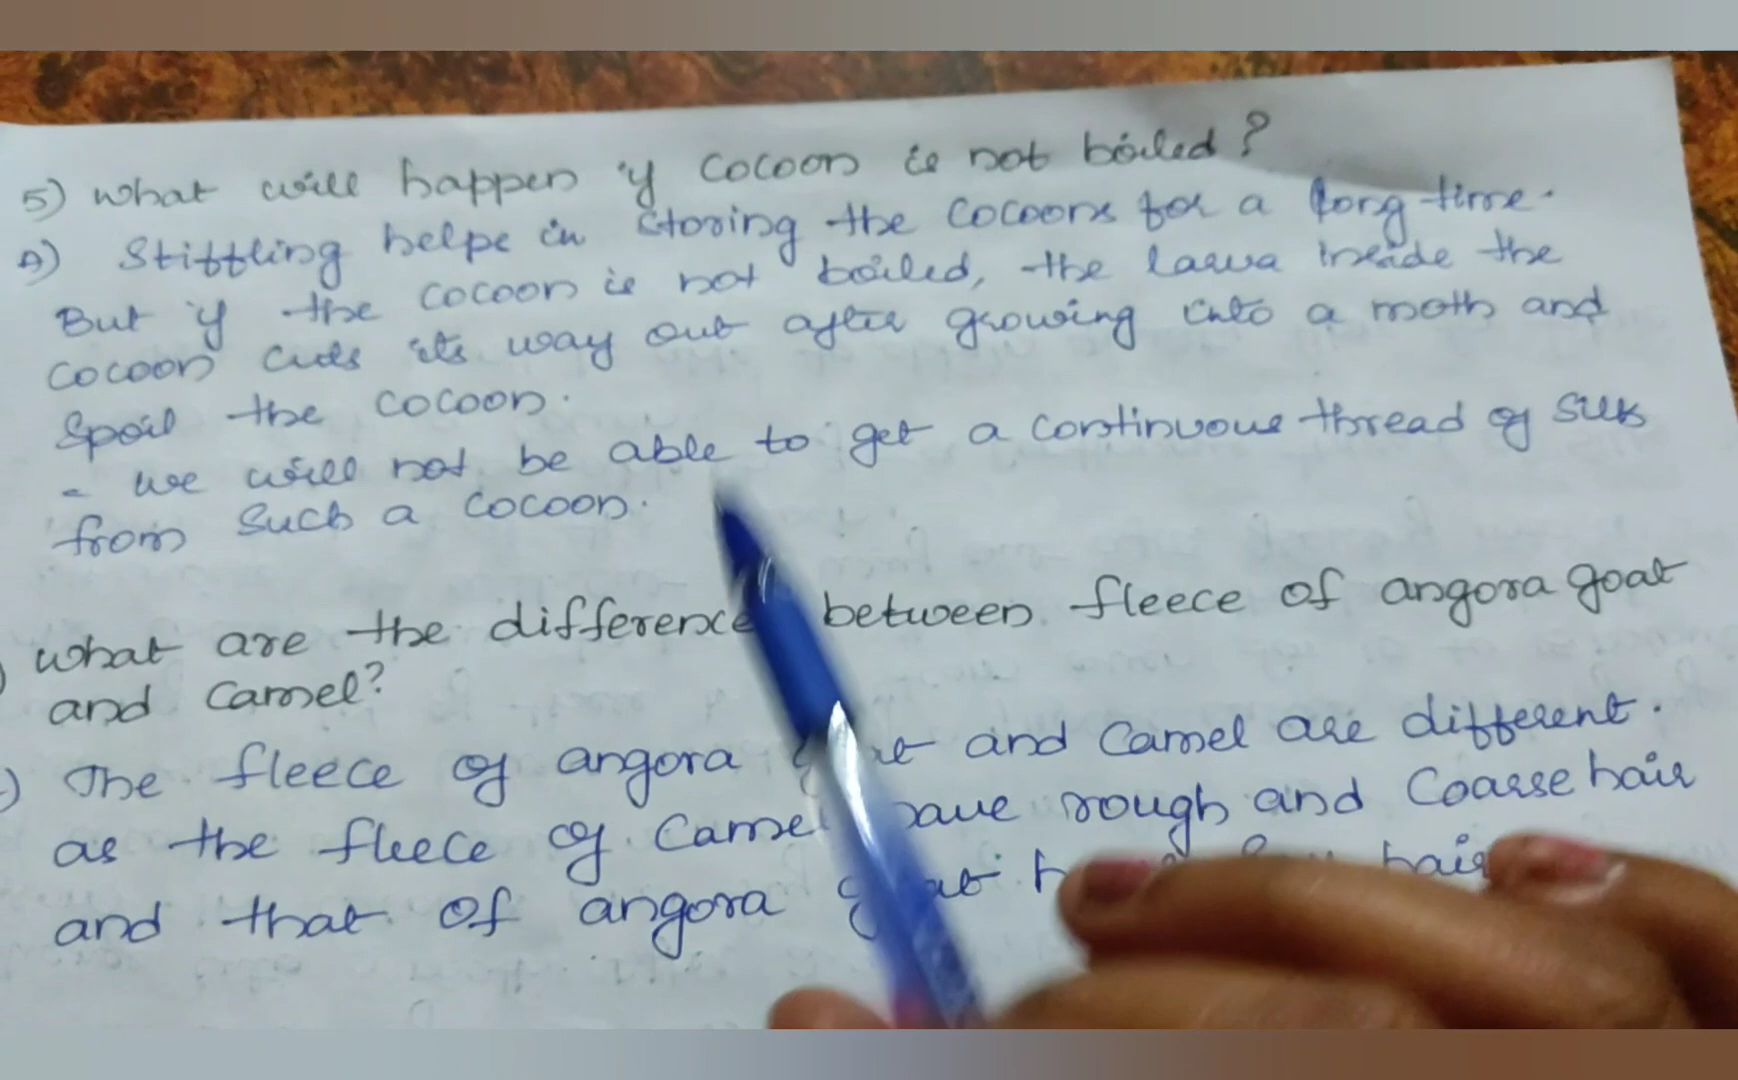 5) What will happen if cocoon is not boiled?
A) Stiffling helps in storing the cocoons for a long time.
But if the cocoon is not boiled, the larva inside the
cocoon cuts its way out after growing into a moth and
spoil the cocoon.
- we will not be able to get a continuous thread of silk
from such a cocoon.
) what are the difference between fleece of angora goat
and camel?
) The fleece of angora and camel are different.
as the fleece of camel have rough and coarse hair
and that of angora hair